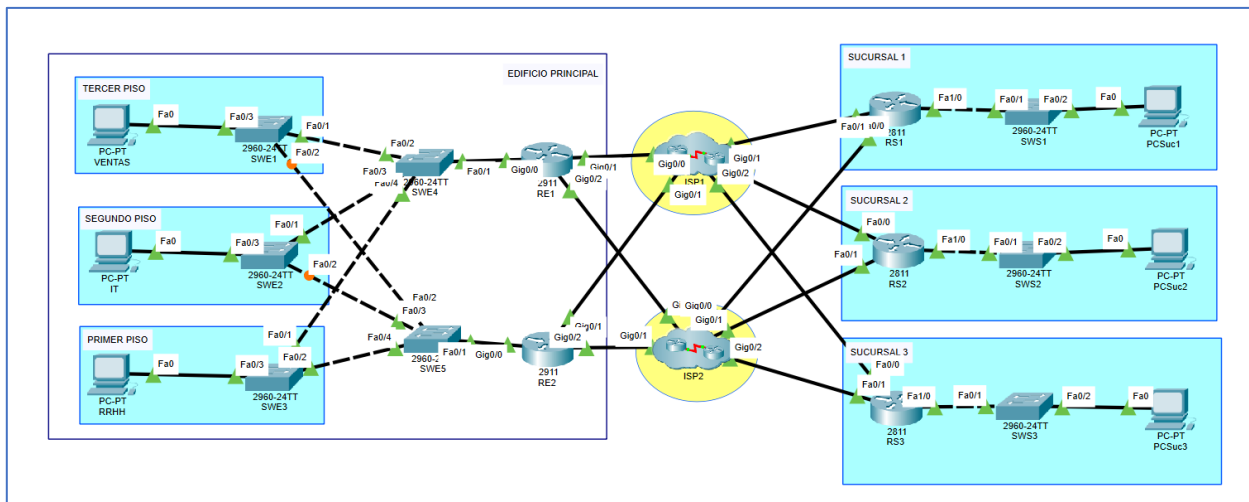 EDIFICIO PRINCIPAL
TERCER PISO
Fa0
Fa0/3
Fa0/1
Fa0/2
PC-PT
VENTAS
2960-24TT
SWE1
SEGUNDO PISO
Fa0
Fa0/3
Fa0/1
Fa0/2
PC-PT
IT
2960-24TT
SWE2
PRIMER PISO
Fa0
Fa0/3
Fa0/1
Fa0/2
PC-PT
RRHH
2960-24TT
SWE3
Fa0/2
Fa0/3
Fa0/4
Fa0/1
2960-24TT
SWE4
Fa0/2
Fa0/3
Fa0/4
Fa0/1
SWE5
Gig0/0
Gig0/1
Gig0/2
2911
RE1
Gig0/0
Gig0/1
Gig0/2
2911
RE2
Gig0/0
Gig0/1
Gig0/1
Gig0/2
ISP1
Gig0/0
Gig0/1
Gig0/1
Gig0/2
ISP2
SUCURSAL 1
Fa0/1
Fa1/0
Fa0/1
Fa0/2
Fa0
2811
RS1
2960-24TT
SWS1
PC-PT
PCSuc1
SUCURSAL 2
Fa0/0
Fa0/1
Fa1/0
Fa0/1
Fa0/2
Fa0
2811
RS2
2960-24TT
SWS2
PC-PT
PCSuc2
SUCURSAL 3
Fa0/0
Fa0/1
Fa1/0
Fa0/1
Fa0/2
Fa0
2811
RS3
2960-24TT
SWS3
PC-PT
PCSuc3